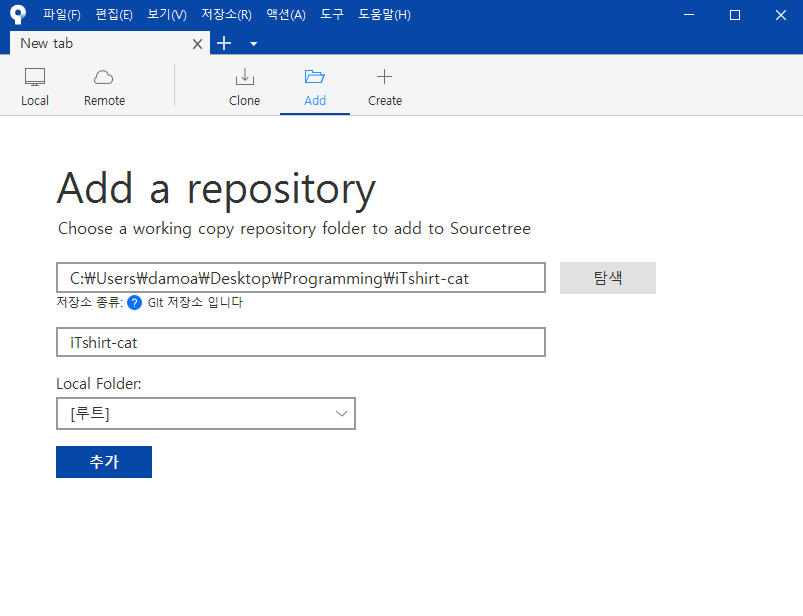 파일(F) 편집(E) 보기(V) 저장소(R) 액션(A) 도구 도움말(H)
New tab
Local Remote Clone Add Create
Add a repository
Choose a working copy repository folder to add to Sourcetree
C:₩Users₩damoa₩Desktop₩Programming₩iTshirt-cat 탐색
저장소 종류: ? Git 저장소 입니다
iTshirt-cat
Local Folder:
[루트]
추가